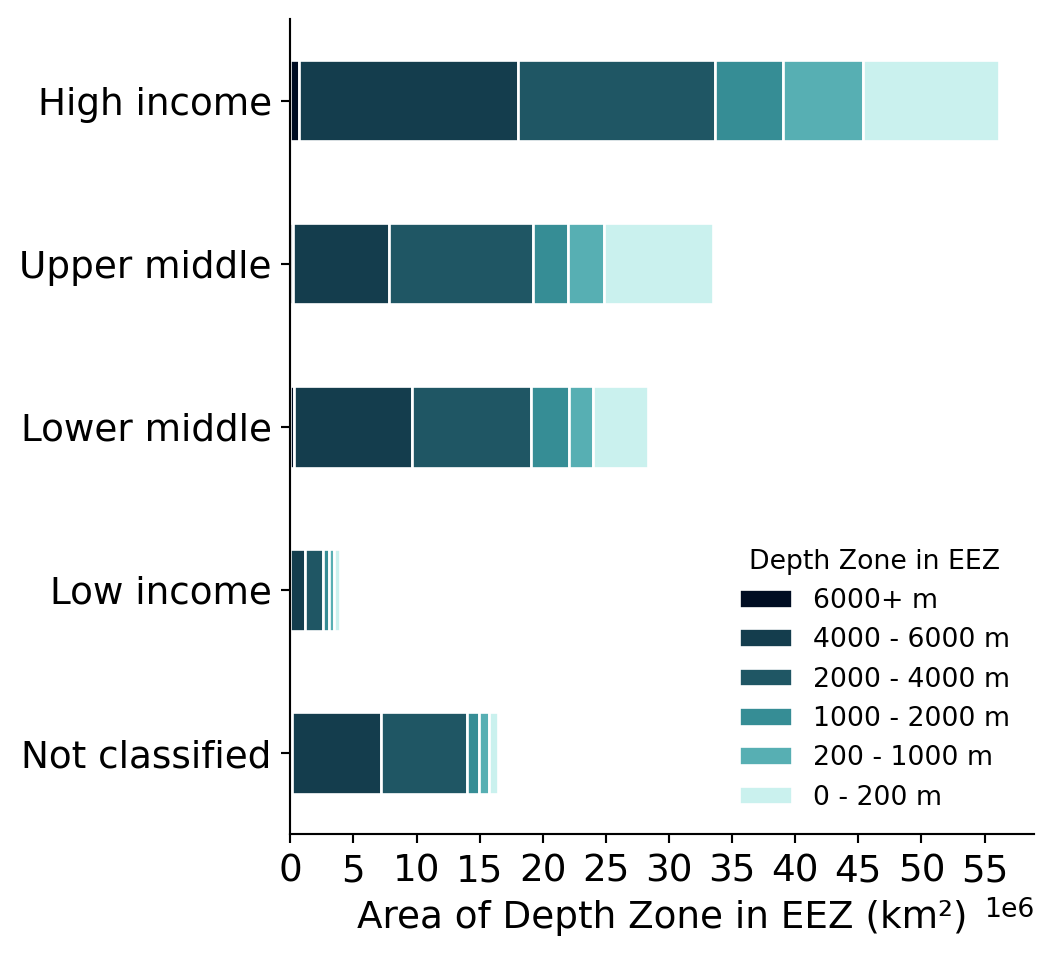 High income
Upper middle
Lower middle
Low income
Not classified
Depth Zone in EEZ
6000+ m
4000 - 6000 m
2000 - 4000 m
1000 - 2000 m
200 - 1000 m
0 - 200 m
0 5 10 15 20 25 30 35 40 45 50 55
Area of Depth Zone in EEZ (km²) 1e6